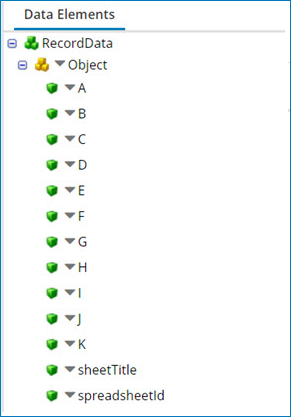 Data Elements
RecordData
Object
A
B
C
D
E
F
G
H
I
J
K
sheetTitle
spreadsheetId